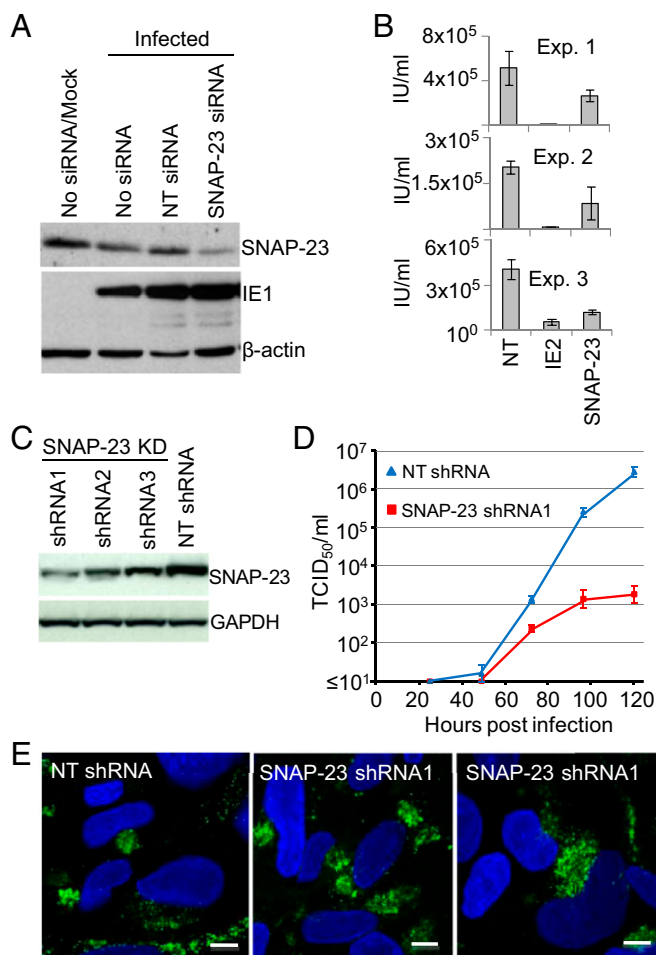 A
Infected
No siRNA/Mock
No siRNA
NT siRNA
SNAP-23 siRNA
SNAP-23
IE1
β-actin
B
8x10⁵
4x10⁵
IU/ml
Exp. 1
3x10⁵
1.5x10⁵
IU/ml
Exp. 2
6x10⁵
3x10⁵
10⁰
IU/ml
Exp. 3
NT
IE2
SNAP-23
C
SNAP-23 KD
shRNA1
shRNA2
shRNA3
NT shRNA
SNAP-23
GAPDH
D
10⁷
10⁶
10⁵
10⁴
10³
10²
≤10¹
TCID₅₀/ml
NT shRNA
SNAP-23 shRNA1
0 20 40 60 80 100 120
Hours post infection
E
NT shRNA
SNAP-23 shRNA1
SNAP-23 shRNA1